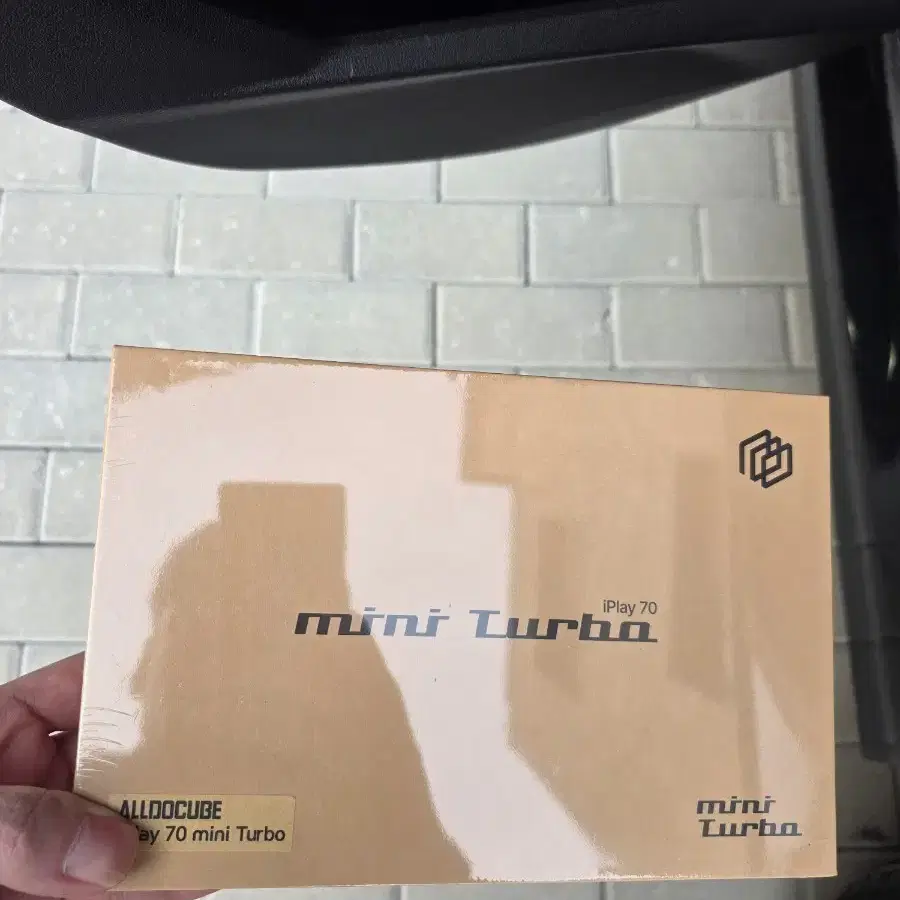 iPlay 70
mini Turbo
ALLDOCUBE
lay 70 mini Turbo
mini
Turbo